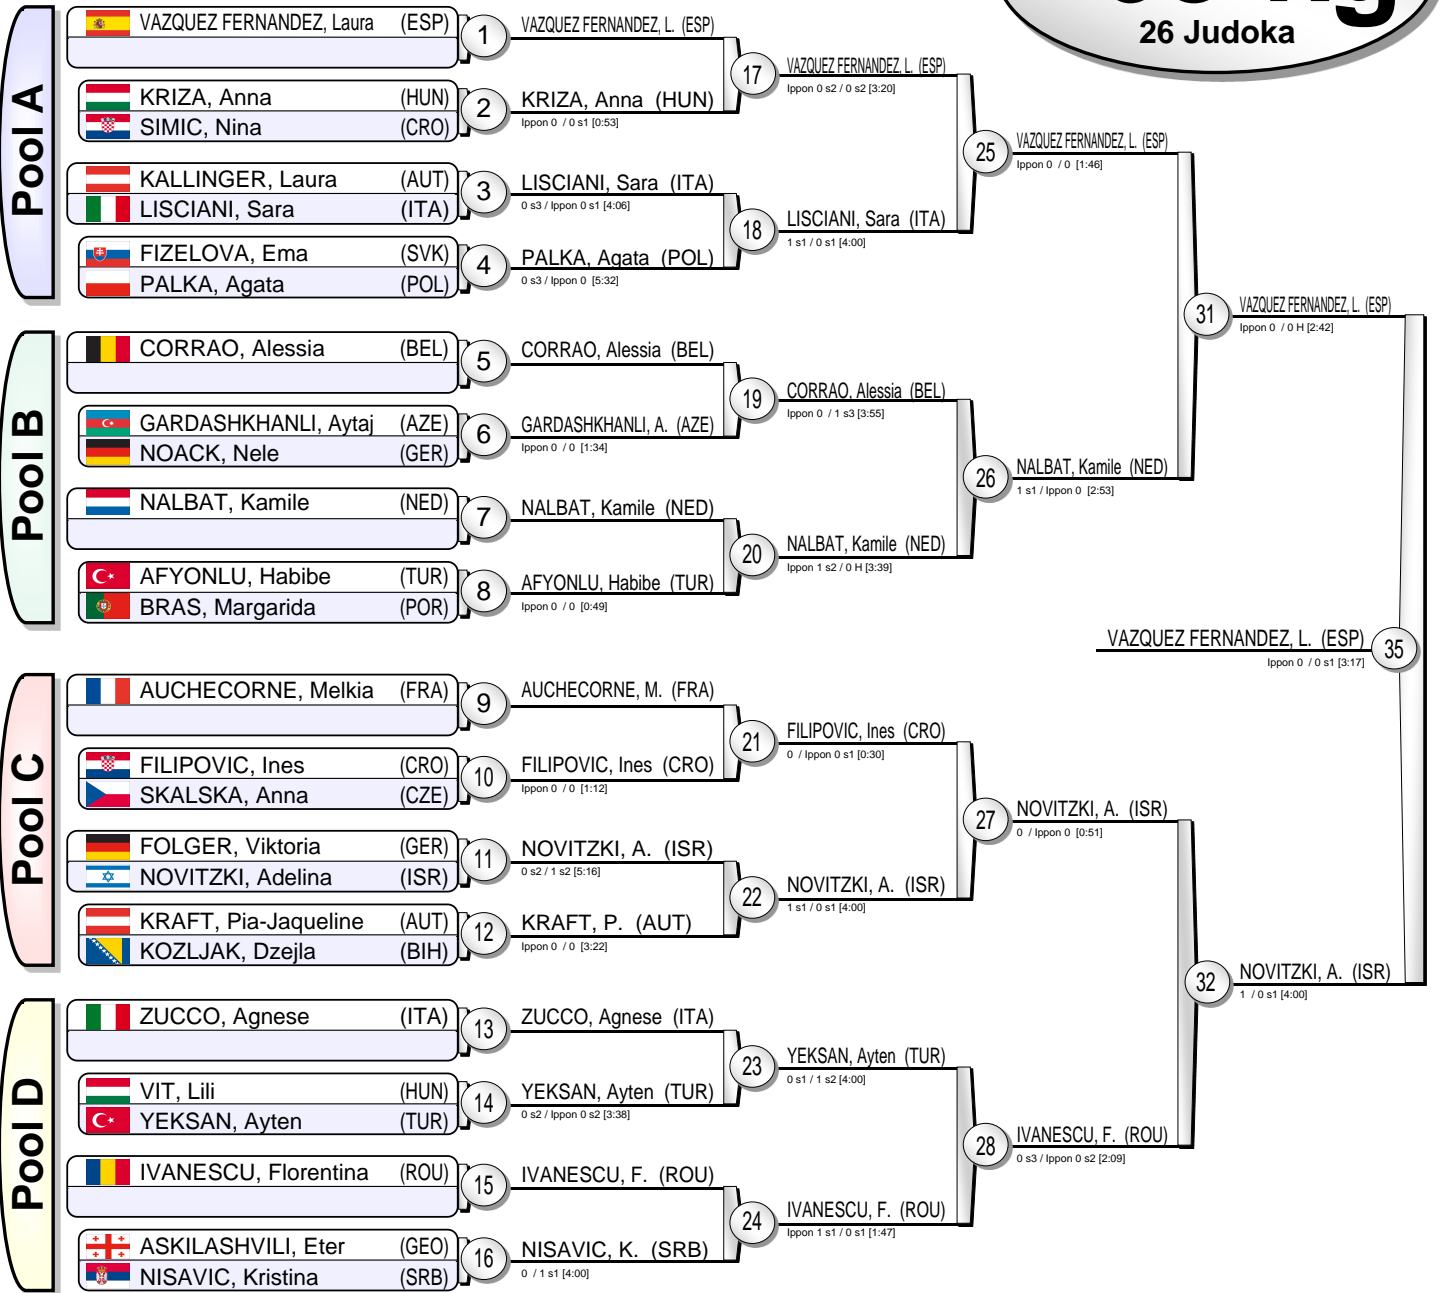 26 Judoka
Pool A
VAZQUEZ FERNANDEZ, Laura (ESP)
1
VAZQUEZ FERNANDEZ, L. (ESP)
KRIZA, Anna (HUN)
SIMIC, Nina (CRO)
2
KRIZA, Anna (HUN)
Ippon 0 / 0 s1 [0:53]
17
VAZQUEZ FERNANDEZ, L. (ESP)
Ippon 0 s2 / 0 s2 [3:20]
KALLINGER, Laura (AUT)
LISCIANI, Sara (ITA)
3
LISCIANI, Sara (ITA)
0 s3 / Ippon 0 s1 [4:06]
FIZELOVA, Ema (SVK)
PALKA, Agata (POL)
4
PALKA, Agata (POL)
0 s3 / Ippon 0 [5:32]
18
LISCIANI, Sara (ITA)
1 s1 / 0 s1 [4:00]
25
VAZQUEZ FERNANDEZ, L. (ESP)
Ippon 0 / 0 [1:46]
Pool B
CORRAO, Alessia (BEL)
5
CORRAO, Alessia (BEL)
GARDASHKHANLI, Aytaj (AZE)
NOACK, Nele (GER)
6
GARDASHKHANLI, A. (AZE)
Ippon 0 / 0 [1:34]
19
CORRAO, Alessia (BEL)
Ippon 0 / 1 s3 [3:55]
NALBAT, Kamile (NED)
7
NALBAT, Kamile (NED)
AFYONLU, Habibe (TUR)
BRAS, Margarida (POR)
8
AFYONLU, Habibe (TUR)
Ippon 0 / 0 [0:49]
20
NALBAT, Kamile (NED)
Ippon 1 s2 / 0 H [3:39]
26
NALBAT, Kamile (NED)
1 s1 / Ippon 0 [2:53]
31
VAZQUEZ FERNANDEZ, L. (ESP)
Ippon 0 / 0 H [2:42]
VAZQUEZ FERNANDEZ, L. (ESP)
Ippon 0 / 0 s1 [3:17]
35
Pool C
AUCHECORNE, Melkia (FRA)
9
AUCHECORNE, M. (FRA)
FILIPOVIC, Ines (CRO)
SKALSKA, Anna (CZE)
10
FILIPOVIC, Ines (CRO)
Ippon 0 / 0 [1:12]
21
FILIPOVIC, Ines (CRO)
0 / Ippon 0 s1 [0:30]
FOLGER, Viktoria (GER)
NOVITZKI, Adelina (ISR)
11
NOVITZKI, A. (ISR)
0 s2 / 1 s2 [5:16]
KRAFT, Pia-Jaqueline (AUT)
KOZLJAK, Dzejla (BIH)
12
KRAFT, P. (AUT)
Ippon 0 / 0 [3:22]
22
NOVITZKI, A. (ISR)
1 s1 / 0 s1 [4:00]
27
NOVITZKI, A. (ISR)
0 / Ippon 0 [0:51]
Pool D
ZUCCO, Agnese (ITA)
13
ZUCCO, Agnese (ITA)
VIT, Lili (HUN)
YEKSAN, Ayten (TUR)
14
YEKSAN, Ayten (TUR)
0 s2 / Ippon 0 s2 [3:38]
23
YEKSAN, Ayten (TUR)
0 s1 / 1 s2 [4:00]
IVANESCU, Florentina (ROU)
15
IVANESCU, F. (ROU)
ASKILASHVILI, Eter (GEO)
NISAVIC, Kristina (SRB)
16
NISAVIC, K. (SRB)
0 / 1 s1 [4:00]
24
IVANESCU, F. (ROU)
Ippon 1 s1 / 0 s1 [1:47]
28
IVANESCU, F. (ROU)
0 s3 / Ippon 0 s2 [2:09]
32
NOVITZKI, A. (ISR)
1 / 0 s1 [4:00]